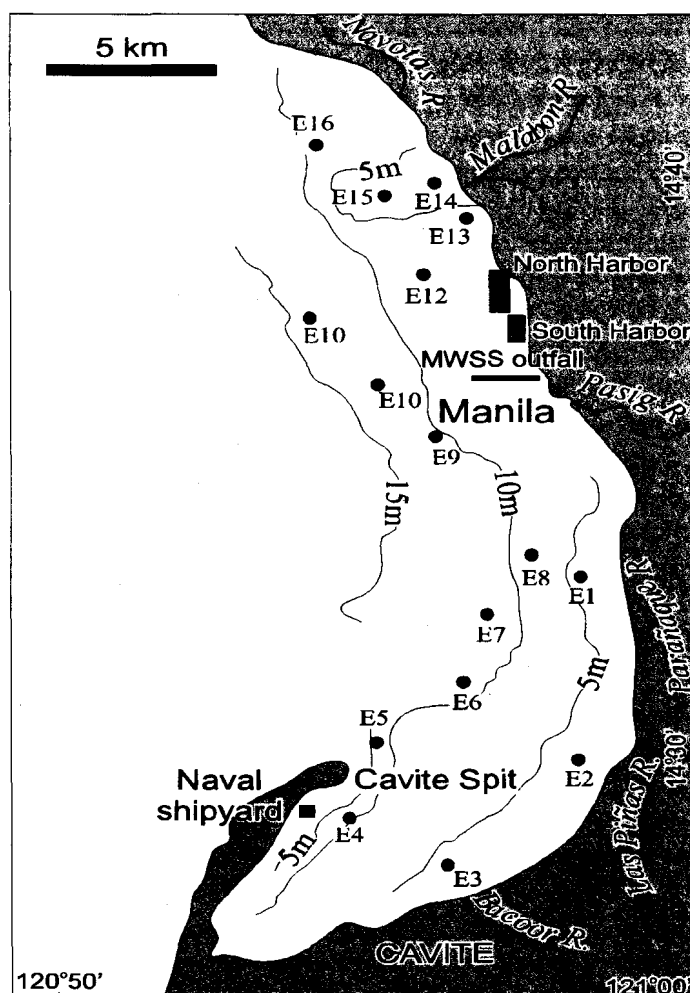 5 km
Navotas R
Malabon R
14°40'
E16
5m
E15
E14
E13
North Harbor
E12
E10
South Harbor
MWSS outfall
Pasig R
E10
Manila
E9
10m
15m
E8
E1
Parañaque R
E7
5m
E6
E5
14°30'
Naval
shipyard
Cavite Spit
E2
Las Piñas R
E4
5m
E3
Bacoor R.
CAVITE
120°50'
121°00'